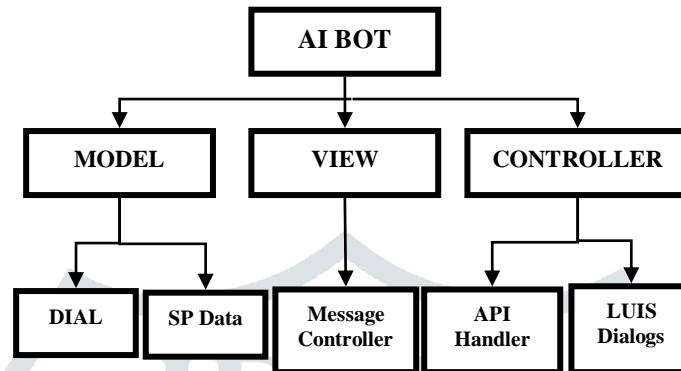 AI BOT
MODEL
VIEW
CONTROLLER
DIAL
SP Data
Message
Controller
API
Handler
LUIS
Dialogs